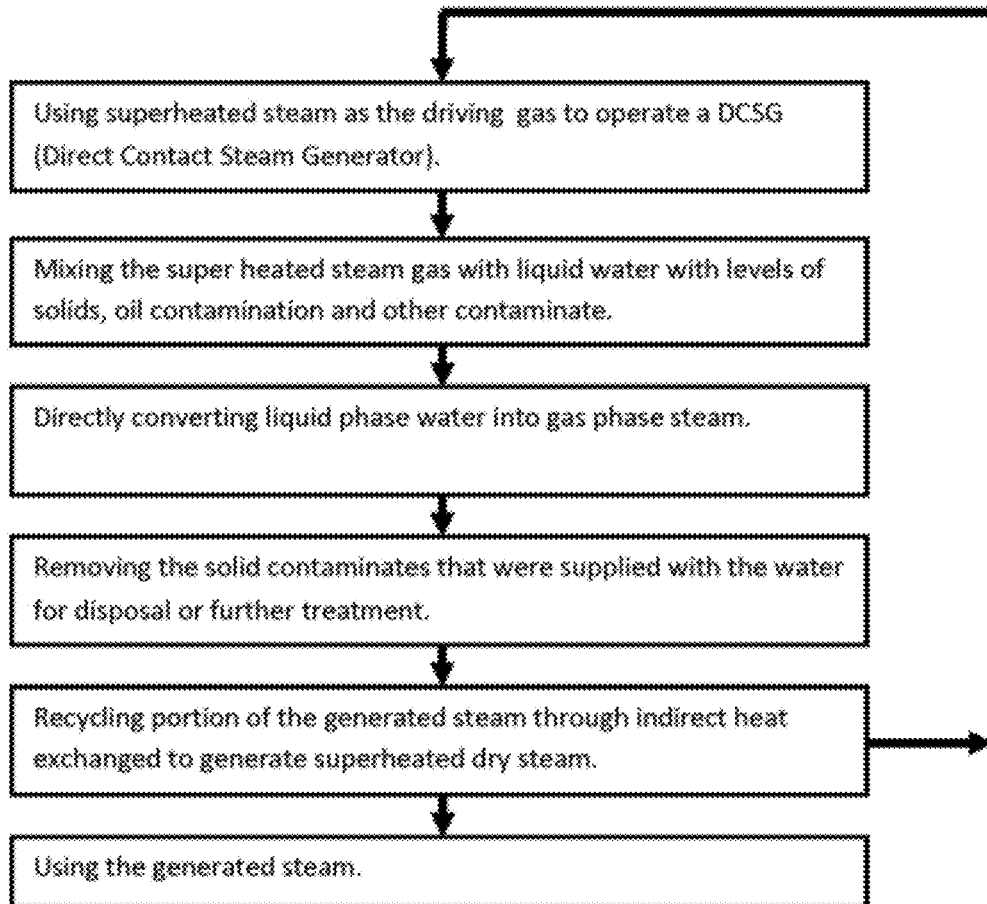 Using superheated steam as the driving gas to operate a DCSG
(Direct Contact Steam Generator).
Mixing the super heated steam gas with liquid water with levels of
solids, oil contamination and other contaminate.
Directly converting liquid phase water into gas phase steam.
Removing the solid contaminates that were supplied with the water
for disposal or further treatment.
Recycling portion of the generated steam through indirect heat
exchanged to generate superheated dry steam.
Using the generated steam.